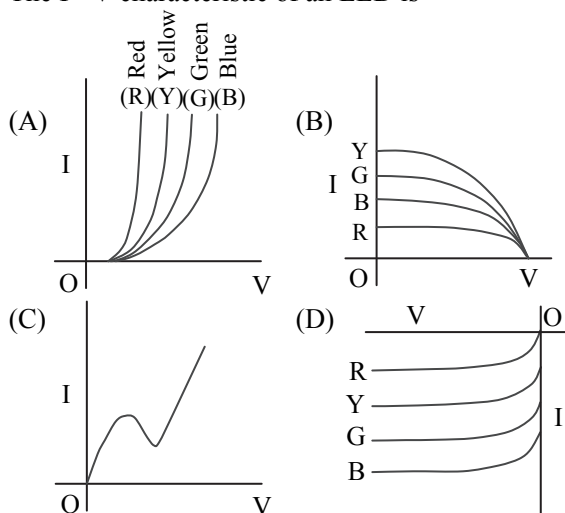 The I – V characteristic of an LED is
(A)
Red
(R)
Yellow
(Y)
Green
(G)
Blue
(B)
I
O
V
(B)
Y
G
I
B
R
O
V
(C)
I
O
V
(D)
V
O
R
Y
G
I
B